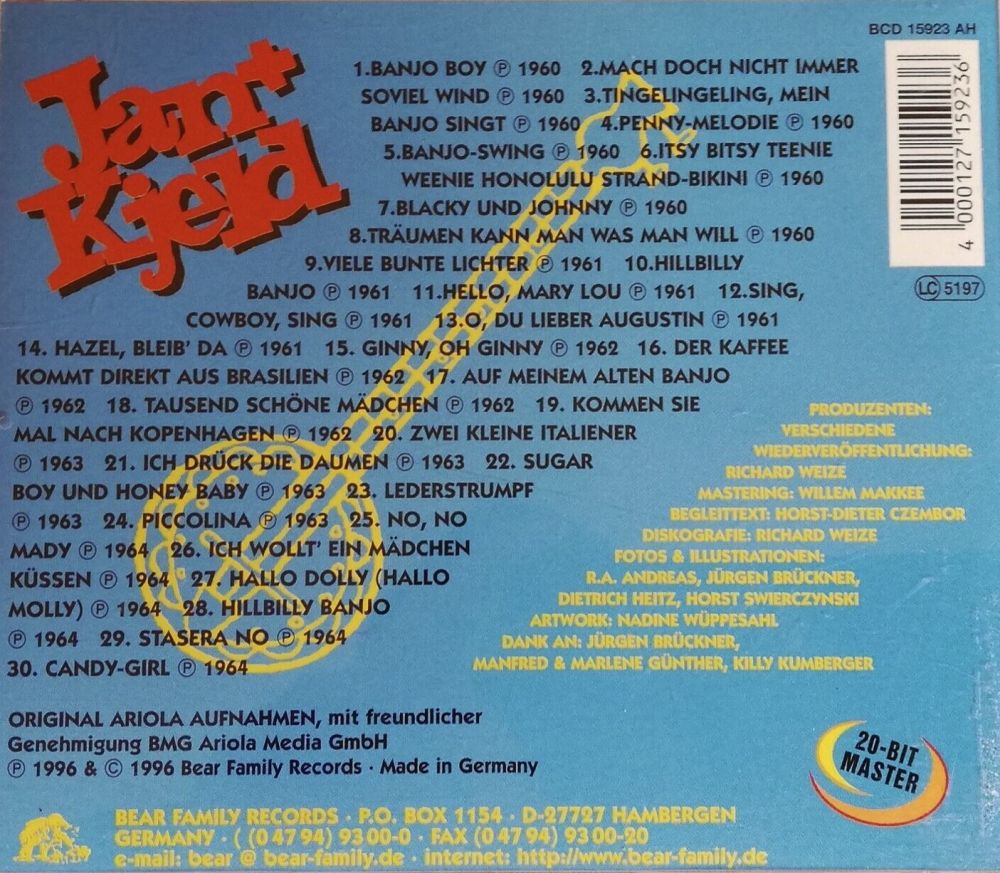 BCD 15923 AH
Jan + Kjeld
1.BANJO BOY ℗ 1960 2.MACH DOCH NICHT IMMER
SOVIEL WIND ℗ 1960 3.TINGELINGELING, MEIN
BANJO SINGT ℗ 1960 4.PENNY-MELODIE ℗ 1960
5.BANJO-SWING ℗ 1960 6.ITSY BITSY TEENIE
WEENIE HONOLULU STRAND-BIKINI ℗ 1960
7.BLACKY UND JOHNNY ℗ 1960
8.TRÄUMEN KANN MAN WAS MAN WILL ℗ 1960
9.VIELE BUNTE LICHTER ℗ 1961 10.HILLBILLY
BANJO ℗ 1961 11.HELLO, MARY LOU ℗ 1961 12.SING,
COWBOY, SING ℗ 1961 13.O, DU LIEBER AUGUSTIN ℗ 1961
14. HAZEL, BLEIB' DA ℗ 1961 15. GINNY, OH GINNY ℗ 1962 16. DER KAFFEE
KOMMT DIREKT AUS BRASILIEN ℗ 1962 17. AUF MEINEM ALTEN BANJO
℗ 1962 18. TAUSEND SCHÖNE MÄDCHEN ℗ 1962 19. KOMMEN SIE
MAL NACH KOPENHAGEN ℗ 1962 20. ZWEI KLEINE ITALIENER
℗ 1963 21. ICH DRÜCK DIE DAUMEN ℗ 1963 22. SUGAR
BOY UND HONEY BABY ℗ 1963 23. LEDERSTRUMPF
℗ 1963 24. PICCOLINA ℗ 1963 25. NO, NO
MADY ℗ 1964 26. ICH WOLLT' EIN MÄDCHEN
KÜSSEN ℗ 1964 27. HALLO DOLLY (HALLO
MOLLY) ℗ 1964 28. HILLBILLY BANJO
℗ 1964 29. STASERA NO ℗ 1964
30. CANDY-GIRL ℗ 1964
4 000127 159236
LC 5197
PRODUZENTEN:
VERSCHIEDENE
WIEDERVERÖFFENTLICHUNG:
RICHARD WEIZE
MASTERING: WILLEM MAKKEE
BEGLEITTEXT: HORST-DIETER CZEMBOR
DISKOGRAFIE: RICHARD WEIZE
FOTOS & ILLUSTRATIONEN:
R.A. ANDREAS, JÜRGEN BRÜCKNER,
DIETRICH HEITZ, HORST SWIERCZYNSKI
ARTWORK: NADINE WÜPPESAHL
DANK AN: JÜRGEN BRÜCKNER,
MANFRED & MARLENE GÜNTHER, KILLY KUMBERGER
ORIGINAL ARIOLA AUFNAHMEN, mit freundlicher
Genehmigung BMG Ariola Media GmbH
℗ 1996 & © 1996 Bear Family Records · Made in Germany
20-BIT
MASTER
BEAR FAMILY RECORDS · P.O. BOX 1154 · D-27727 HAMBERGEN
GERMANY · ( (0 47 94) 93 00-0 · FAX (0 47 94) 93 00-20
e-mail: bear @ bear-family.de · internet: http://www.bear-family.de